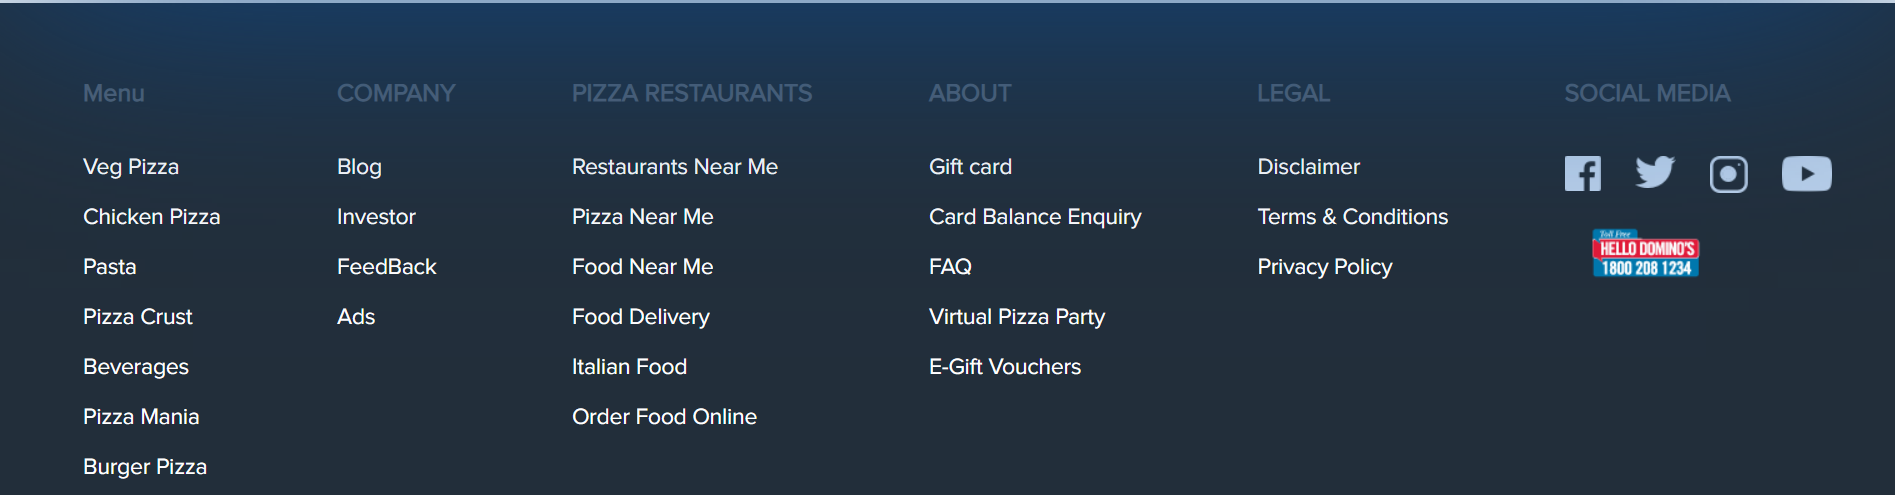 Menu
Veg Pizza
Chicken Pizza
Pasta
Pizza Crust
Beverages
Pizza Mania
Burger Pizza
COMPANY
Blog
Investor
FeedBack
Ads
PIZZA RESTAURANTS
Restaurants Near Me
Pizza Near Me
Food Near Me
Food Delivery
Italian Food
Order Food Online
ABOUT
Gift card
Card Balance Enquiry
FAQ
Virtual Pizza Party
E-Gift Vouchers
LEGAL
Disclaimer
Terms & Conditions
Privacy Policy
SOCIAL MEDIA
Toll Free
HELLO DOMINO'S
1800 208 1234